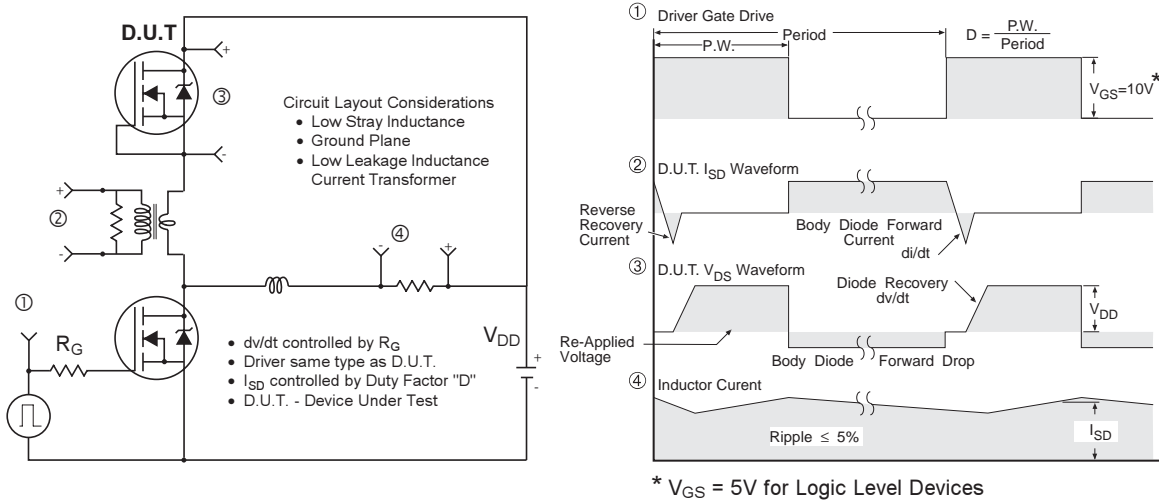 D.U.T
+
③
-
Circuit Layout Considerations
• Low Stray Inductance
• Ground Plane
• Low Leakage Inductance
Current Transformer
+
②
-
④
-
+
①
RG
• dv/dt controlled by RG
• Driver same type as D.U.T.
• ISD controlled by Duty Factor "D"
• D.U.T. - Device Under Test
VDD
+
-
① Driver Gate Drive
P.W.
Period
D = P.W.
Period
VGS=10V*
② D.U.T. ISD Waveform
Reverse
Recovery
Current
Body Diode Forward
Current
di/dt
③ D.U.T. VDS Waveform
Diode Recovery
dv/dt
Re-Applied
Voltage
Body Diode Forward Drop
VDD
④ Inductor Curent
Ripple ≤ 5%
ISD
* VGS = 5V for Logic Level Devices